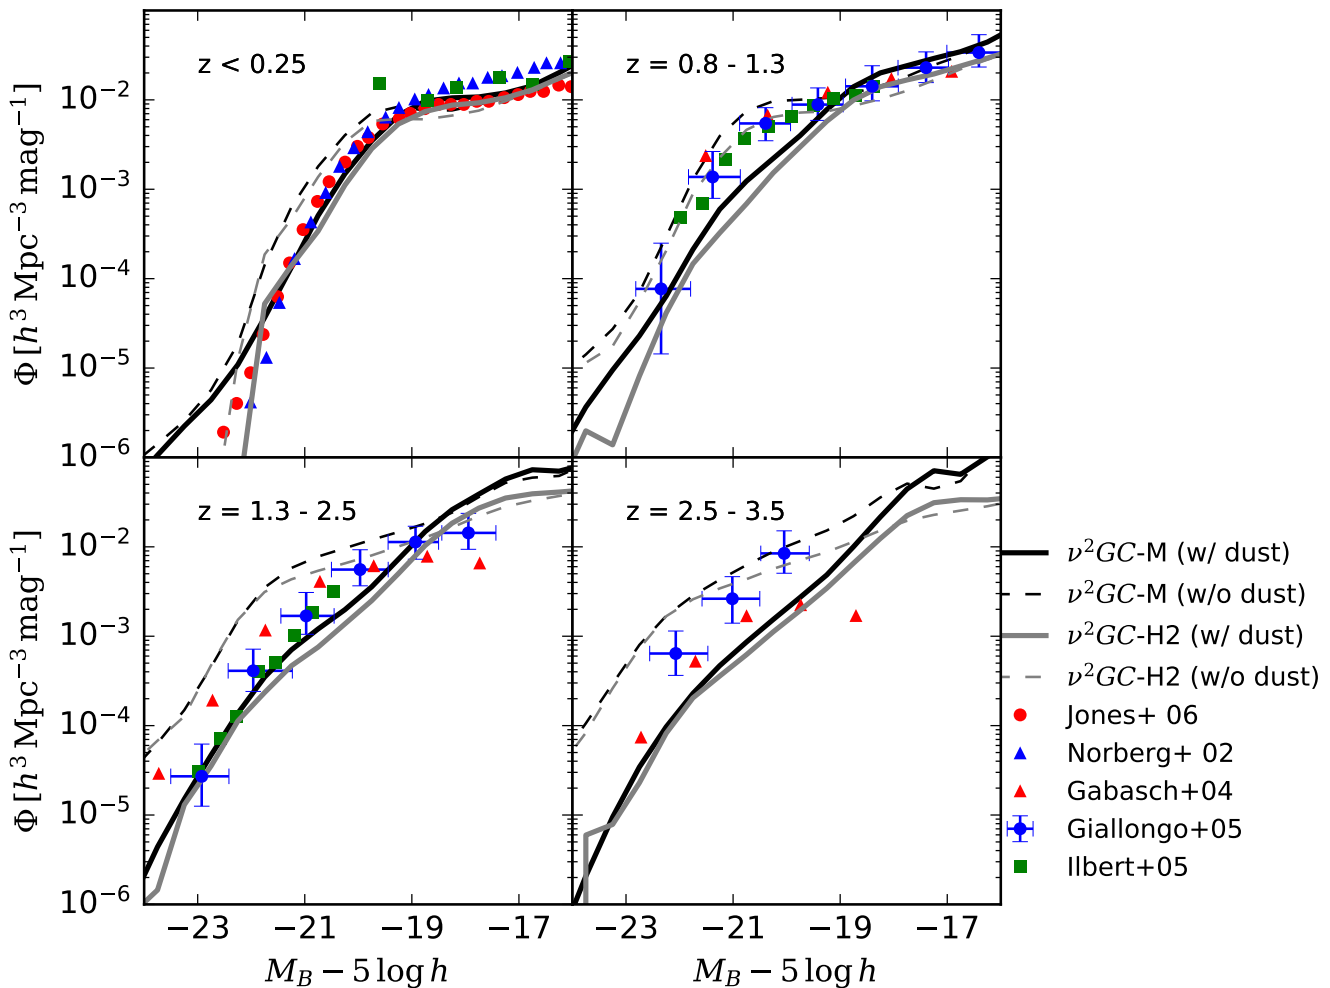 z < 0.25
z = 0.8 - 1.3
10⁻²
10⁻³
10⁻⁴
10⁻⁵
10⁻⁶
Φ [h³ Mpc⁻³ mag⁻¹]
z = 1.3 - 2.5
z = 2.5 - 3.5
10⁻²
10⁻³
10⁻⁴
10⁻⁵
10⁻⁶
Φ [h³ Mpc⁻³ mag⁻¹]
−23 −21 −19 −17
−23 −21 −19 −17
M_B − 5 log h
M_B − 5 log h
ν²GC-M (w/ dust)
ν²GC-M (w/o dust)
ν²GC-H2 (w/ dust)
ν²GC-H2 (w/o dust)
Jones+ 06
Norberg+ 02
Gabasch+04
Giallongo+05
Ilbert+05